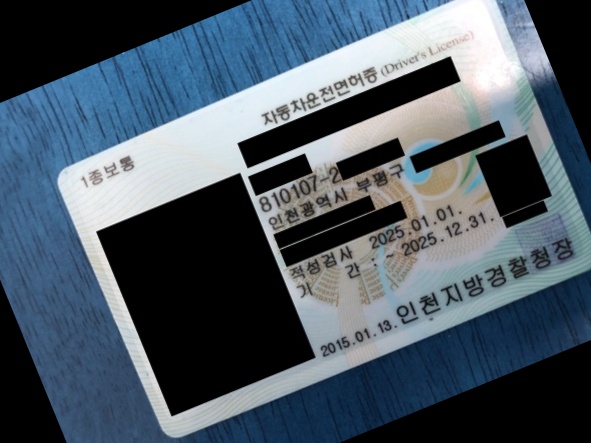 자동차운전면허증 (Driver's License)
1종보통
810107-2
인천광역시 부평구
적성검사 2025.01.01.
기 간 : 2025.12.31.
2015.01.13. 인천지방경찰청장